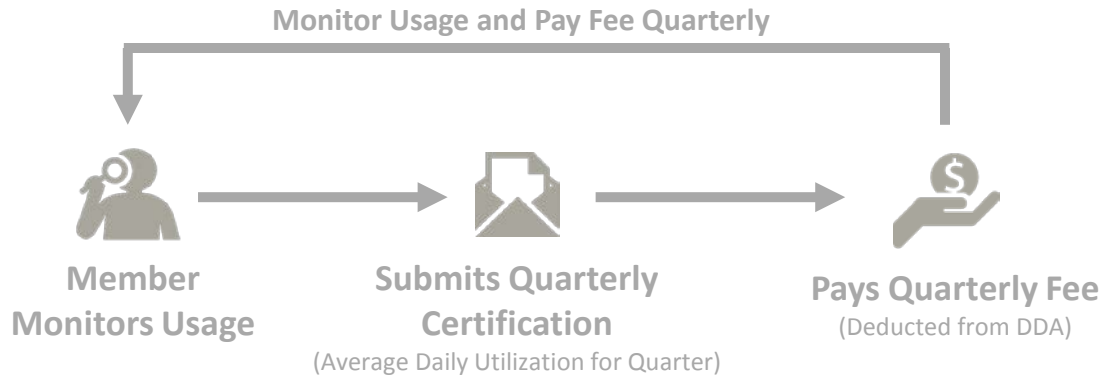 Monitor Usage and Pay Fee Quarterly
$
Member
Monitors Usage
Submits Quarterly
Certification
(Average Daily Utilization for Quarter)
Pays Quarterly Fee
(Deducted from DDA)